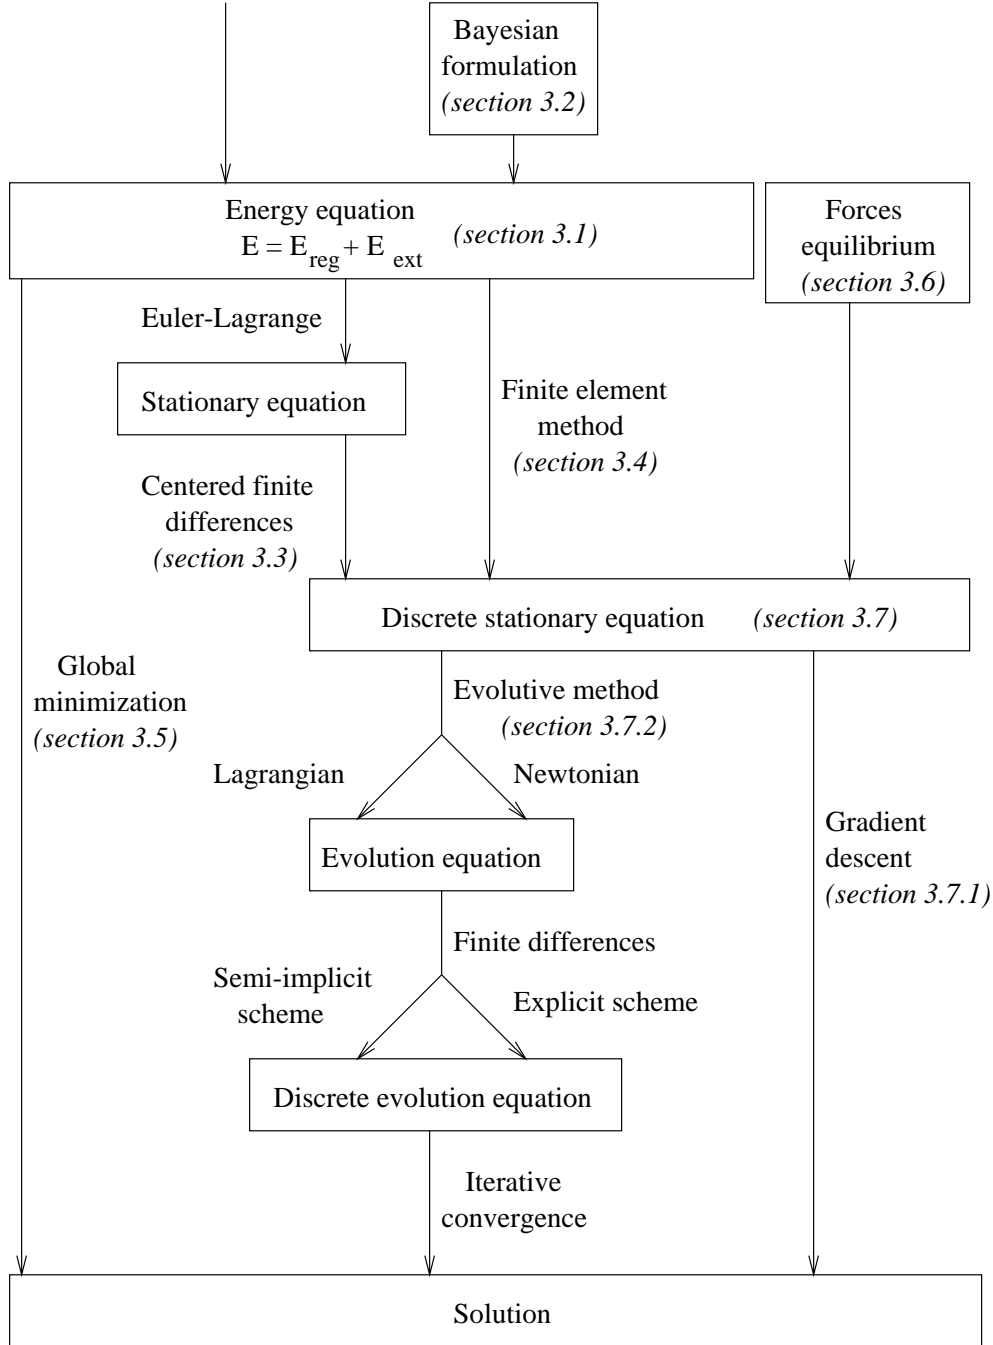 Bayesian
formulation
(section 3.2)
Energy equation
E = E_reg + E_ext
(section 3.1)
Forces
equilibrium
(section 3.6)
Euler-Lagrange
Stationary equation
Finite element
method
(section 3.4)
Centered finite
differences
(section 3.3)
Discrete stationary equation (section 3.7)
Global
minimization
(section 3.5)
Evolutive method
(section 3.7.2)
Lagrangian
Newtonian
Gradient
descent
(section 3.7.1)
Evolution equation
Finite differences
Semi-implicit
scheme
Explicit scheme
Discrete evolution equation
Iterative
convergence
Solution